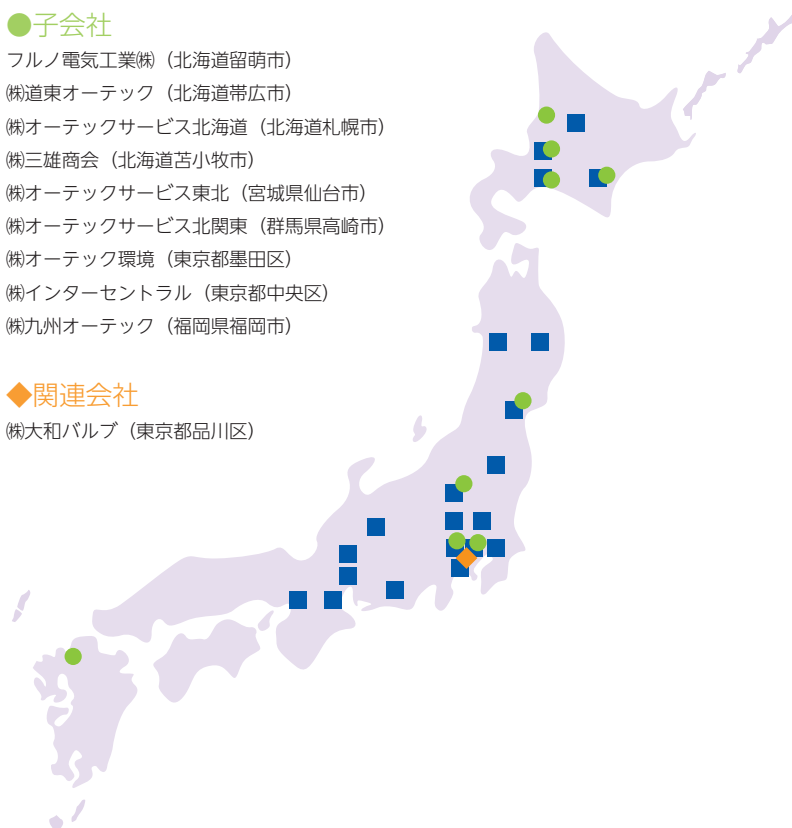 ●子会社
フルノ電気工業㈱（北海道留萌市）
㈱道東オーテック（北海道帯広市）
㈱オーテックサービス北海道（北海道札幌市）
㈱三雄商会（北海道苫小牧市）
㈱オーテックサービス東北（宮城県仙台市）
㈱オーテックサービス北関東（群馬県高崎市）
㈱オーテック環境（東京都墨田区）
㈱インターセントラル（東京都中央区）
㈱九州オーテック（福岡県福岡市）
◆関連会社
㈱大和バルブ（東京都品川区）